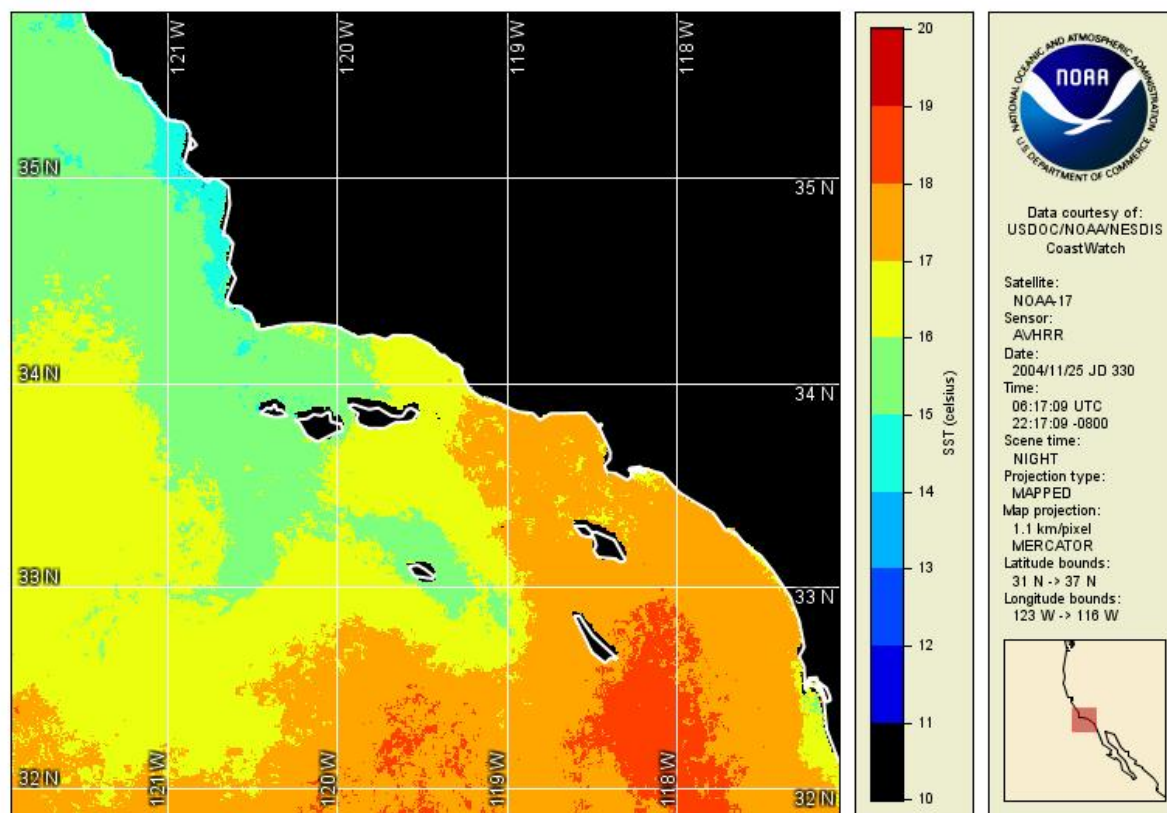 121 W
120 W
119 W
118 W
35 N
35 N
34 N
34 N
33 N
33 N
32 N
32 N
121 W
120 W
119 W
118 W
20
19
18
17
16
15
14
13
12
11
10
SST (celsius)
NATIONAL OCEANIC AND ATMOSPHERIC ADMINISTRATION
NOAA
U.S. DEPARTMENT OF COMMERCE
Data courtesy of:
USDOC/NOAA/NESDIS
CoastWatch
Satellite:
NOAA-17
Sensor:
AVHRR
Date:
2004/11/25 JD 330
Time:
06:17:09 UTC
22:17:09 -0800
Scene time:
NIGHT
Projection type:
MAPPED
Map projection:
1.1 km/pixel
MERCATOR
Latitude bounds:
31 N -> 37 N
Longitude bounds:
123 W -> 116 W